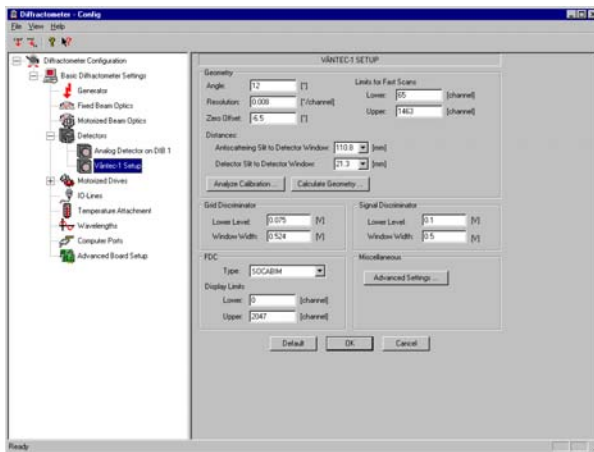 Diffractometer - Config
File View Help
Diffractometer Configuration
Basic Diffractometer Settings
Generator
Fixed Beam Optics
Motorized Beam Optics
Detectors
Analog Detector on DIB 1
Våntec-1 Setup
Motorized Drives
IO-Lines
Temperature Attachment
Wavelengths
Computer Ports
Advanced Board Setup
VÅNTEC-1 SETUP
Geometry
Angle: 12 [°]
Resolution: 0.008 [°/channel]
Zero Offset: -6.5 [°]
Limits for Fast Scans
Lower: 65 [channel]
Upper: 1463 [channel]
Distances:
Antiscattering Slit to Detector Window: 110.8 [mm]
Detector Slit to Detector Window: 21.3 [mm]
Analyze Calibration ... Calculate Geometry ...
Grid Discriminator
Lower Level: 0.075 [V]
Window Width: 0.524 [V]
Signal Discriminator
Lower Level: 0.1 [V]
Window Width: 0.5 [V]
FDC
Type: SOCABIM
Display Limits
Lower: 0 [channel]
Upper: 2047 [channel]
Miscellaneous
Advanced Settings ...
Default OK Cancel
Ready